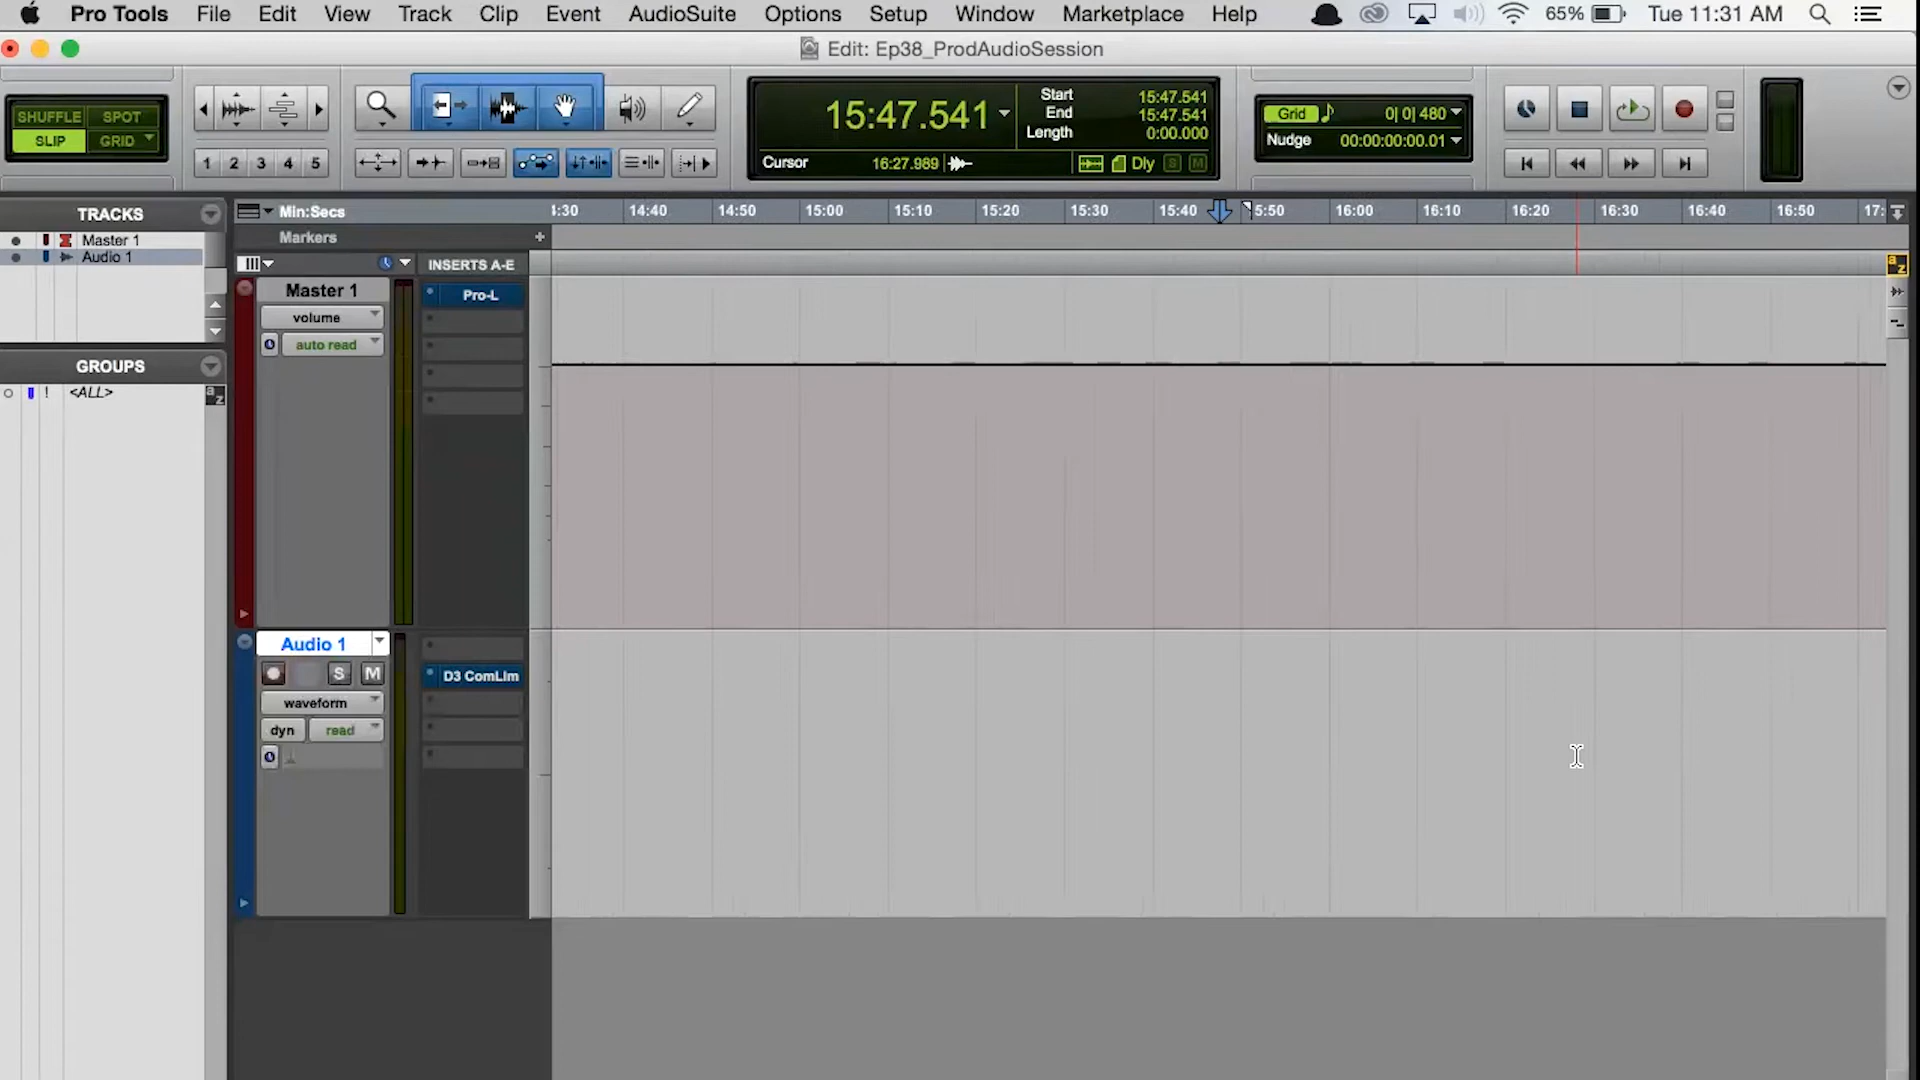 Pro Tools File Edit View Track Clip Event AudioSuite Options Setup Window Marketplace Help 65% Tue 11:31 AM
Edit: Ep38_ProdAudioSession
SHUFFLE SPOT
SLIP GRID
1 2 3 4 5
15:47.541
Start 15:47.541
End 15:47.541
Length 0:00.000
Cursor 16:27.989 Dly S M
Grid 0| 0| 480
Nudge 00:00:00:00.01
TRACKS
Master 1
Audio 1
GROUPS
! <ALL>
a z
Min:Secs :30 14:40 14:50 15:00 15:10 15:20 15:30 15:40 5:50 16:00 16:10 16:20 16:30 16:40 16:50 17:
Markers +
INSERTS A-E
a z
Master 1 Pro-L
volume
auto read
Audio 1
S M D3 ComLim
waveform
dyn read